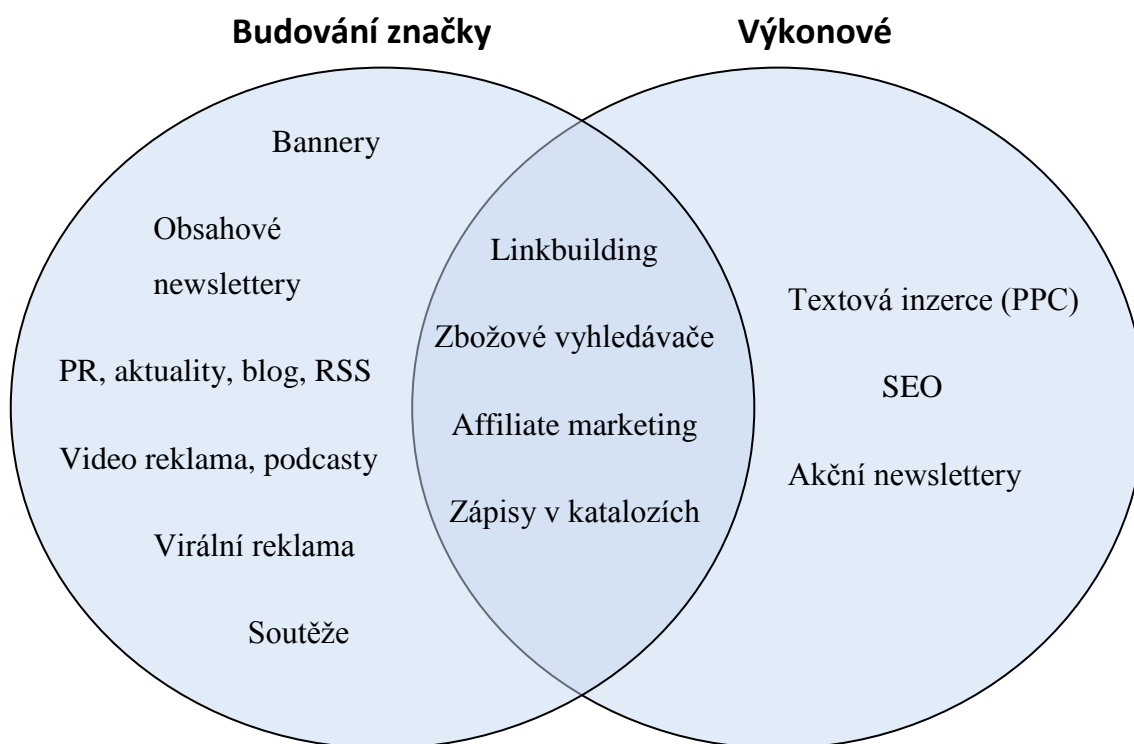 Budování značky
Výkonové
Bannery
Obsahové
newslettery
PR, aktuality, blog, RSS
Video reklama, podcasty
Virální reklama
Soutěže
Linkbuilding
Zbožové vyhledávače
Affiliate marketing
Zápisy v katalozích
Textová inzerce (PPC)
SEO
Akční newslettery